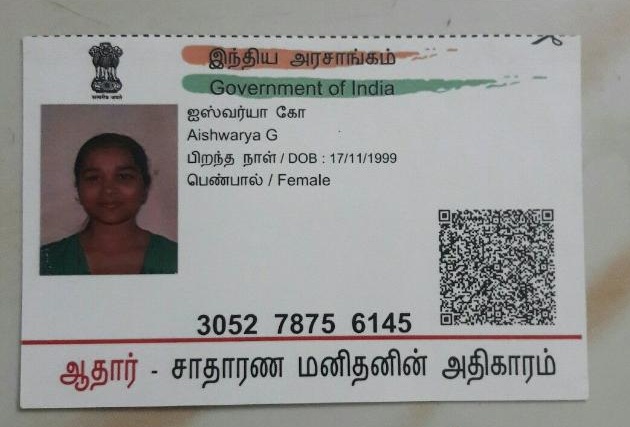 இந்திய அரசாங்கம்
Government of India
ஐஸ்வர்யா கோ
Aishwarya G
பிறந்த நாள் / DOB : 17/11/1999
பெண்பால் / Female
3052 7875 6145
ஆதார் - சாதாரண மனிதனின் அதிகாரம்